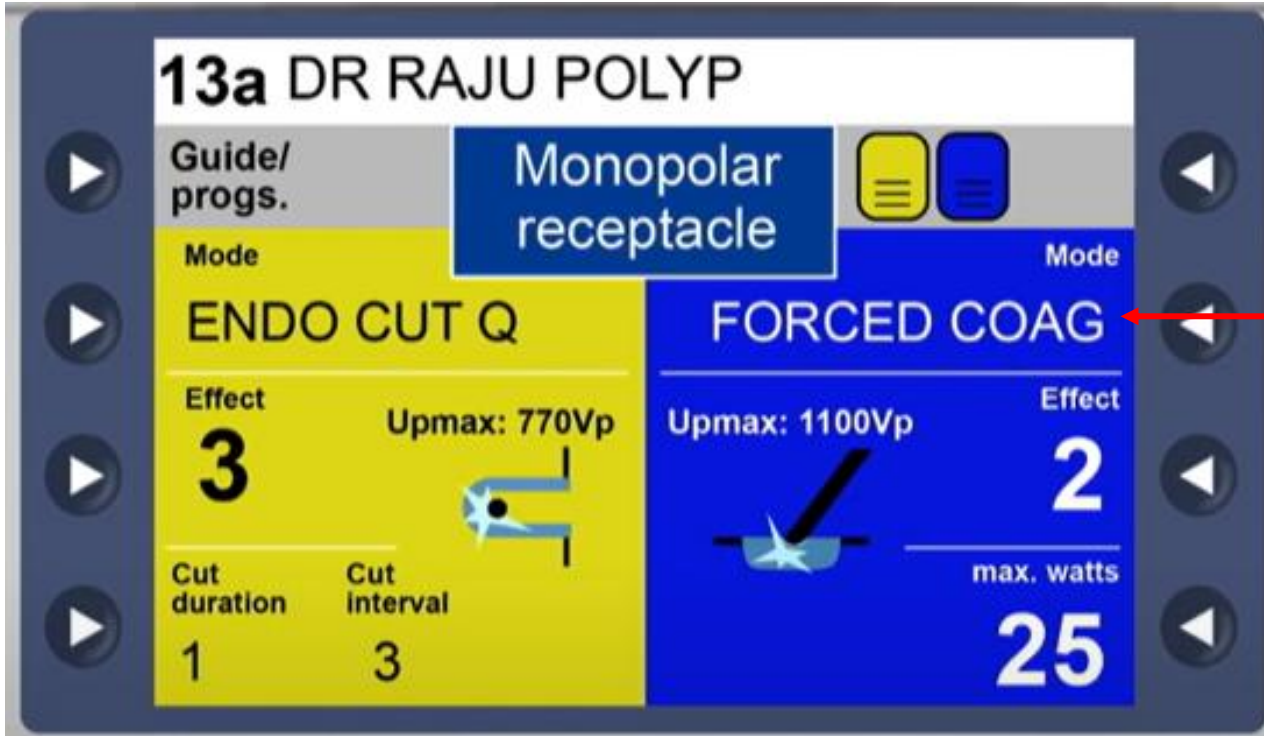 13a DR RAJU POLYP
Guide/
progs.
Monopolar
receptacle
Mode
ENDO CUT Q
Effect
3
Upmax: 770Vp
Cut
duration
1
Cut
interval
3
Mode
FORCED COAG
Upmax: 1100Vp
Effect
2
max. watts
25